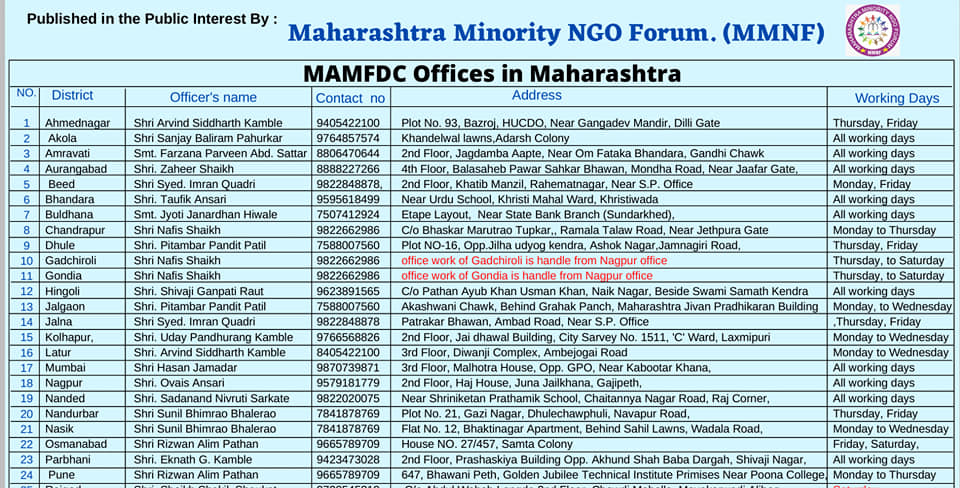 Published in the Public Interest By :
Maharashtra Minority NGO Forum. (MMNF)
MAHARASHTRA MINORITY NGO FORUM
MMNF
MAMFDC Offices in Maharashtra
NO. District Officer's name Contact no Address Working Days
1 Ahmednagar Shri Arvind Siddharth Kamble 9405422100 Plot No. 93, Bazroj, HUCDO, Near Gangadev Mandir, Dilli Gate Thursday, Friday
2 Akola Shri Sanjay Baliram Pahurkar 9764857574 Khandelwal lawns,Adarsh Colony All working days
3 Amravati Smt. Farzana Parveen Abd. Sattar 8806470644 2nd Floor, Jagdamba Aapte, Near Om Fataka Bhandara, Gandhi Chawk All working days
4 Aurangabad Shri. Zaheer Shaikh 8888227266 4th Floor, Balasaheb Pawar Sahkar Bhawan, Mondha Road, Near Jaafar Gate, All working days
5 Beed Shri Syed. Imran Quadri 9822848878, 2nd Floor, Khatib Manzil, Rahematnagar, Near S.P. Office Monday, Friday
6 Bhandara Shri. Taufik Ansari 9595618499 Near Urdu School, Khristi Mahal Ward, Khristiwada All working days
7 Buldhana Smt. Jyoti Janardhan Hiwale 7507412924 Etape Layout, Near State Bank Branch (Sundarkhed), All working days
8 Chandrapur Shri Nafis Shaikh 9822662986 C/o Bhaskar Marutrao Tupkar,, Ramala Talaw Road, Near Jethpura Gate Monday to Thursday
9 Dhule Shri. Pitambar Pandit Patil 7588007560 Plot NO-16, Opp.Jilha udyog kendra, Ashok Nagar,Jamnagiri Road, Thursday, Friday
10 Gadchiroli Shri Nafis Shaikh 9822662986 office work of Gadchiroli is handle from Nagpur office Thursday, to Saturday
11 Gondia Shri Nafis Shaikh 9822662986 office work of Gondia is handle from Nagpur office Thursday, to Saturday
12 Hingoli Shri. Shivaji Ganpati Raut 9623891565 C/o Pathan Ayub Khan Usman Khan, Naik Nagar, Beside Swami Samath Kendra All working days
13 Jalgaon Shri. Pitambar Pandit Patil 7588007560 Akashwani Chawk, Behind Grahak Panch, Maharashtra Jivan Pradhikaran Building Monday, to Wednesday
14 Jalna Shri Syed. Imran Quadri 9822848878 Patrakar Bhawan, Ambad Road, Near S.P. Office ,Thursday, Friday
15 Kolhapur, Shri. Uday Pandhurang Kamble 9766568826 2nd Floor, Jai dhawal Building, City Sarvey No. 1511, 'C' Ward, Laxmipuri Monday to Wednesday
16 Latur Shri. Arvind Siddharth Kamble 8405422100 3rd Floor, Diwanji Complex, Ambejogai Road Monday to Wednesday
17 Mumbai Shri Hasan Jamadar 9870739871 3rd Floor, Malhotra House, Opp. GPO, Near Kabootar Khana, All working days
18 Nagpur Shri. Ovais Ansari 9579181779 2nd Floor, Haj House, Juna Jailkhana, Gajipeth, All working days
19 Nanded Shri. Sadanand Nivruti Sarkate 9822020075 Near Shriniketan Prathamik School, Chaitannya Nagar Road, Raj Corner, All working days
20 Nandurbar Shri Sunil Bhimrao Bhalerao 7841878769 Plot No. 21, Gazi Nagar, Dhulechawphuli, Navapur Road, Thursday, Friday
21 Nasik Shri Sunil Bhimrao Bhalerao 7841878769 Flat No. 12, Bhaktinagar Apartment, Behind Sahil Lawns, Wadala Road, Monday to Wednesday
22 Osmanabad Shri Rizwan Alim Pathan 9665789709 House NO. 27/457, Samta Colony Friday, Saturday,
23 Parbhani Shri. Eknath G. Kamble 9423473028 2nd Floor, Prashaskiya Building Opp. Akhund Shah Baba Dargah, Shivaji Nagar, All working days
24 Pune Shri Rizwan Alim Pathan 9665789709 647, Bhawani Peth, Golden Jubilee Technical Institute Primises Near Poona College, Monday to Thursday